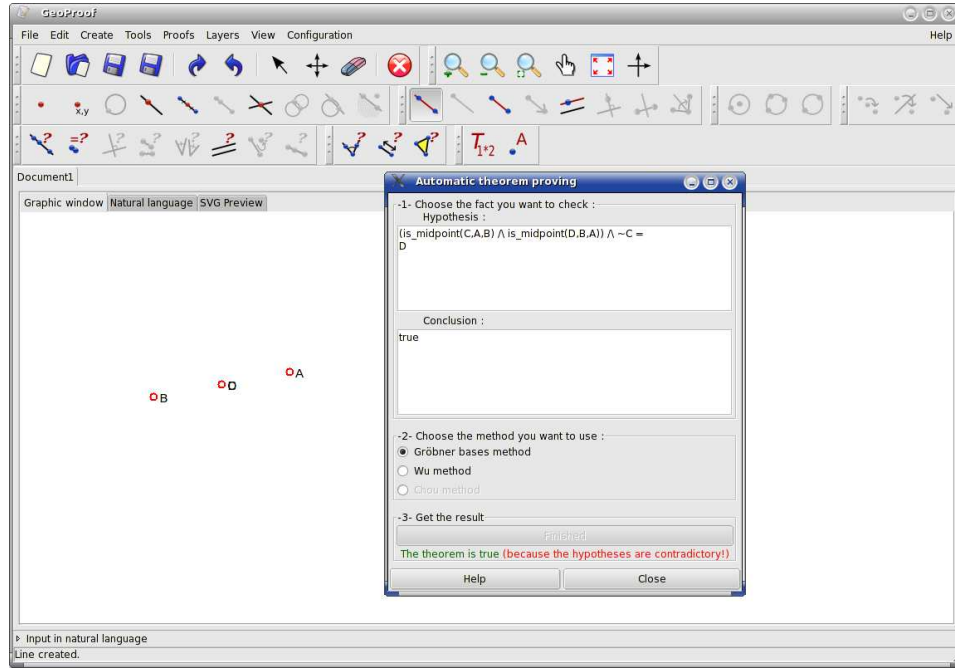 GeoProof
File Edit Create Tools Proofs Layers View Configuration Help
x,y
=?
T1*2 A
Document1
Graphic window Natural language SVG Preview
Automatic theorem proving
-1- Choose the fact you want to check :
Hypothesis :
(is_midpoint(C,A,B) /\ is_midpoint(D,B,A)) /\ ~C =
D
Conclusion :
true
A
D
B
-2- Choose the method you want to use :
Gröbner bases method
Wu method
Chou method
-3- Get the result
Finished
The theorem is true (because the hypotheses are contradictory!)
Help Close
Input in natural language
Line created.